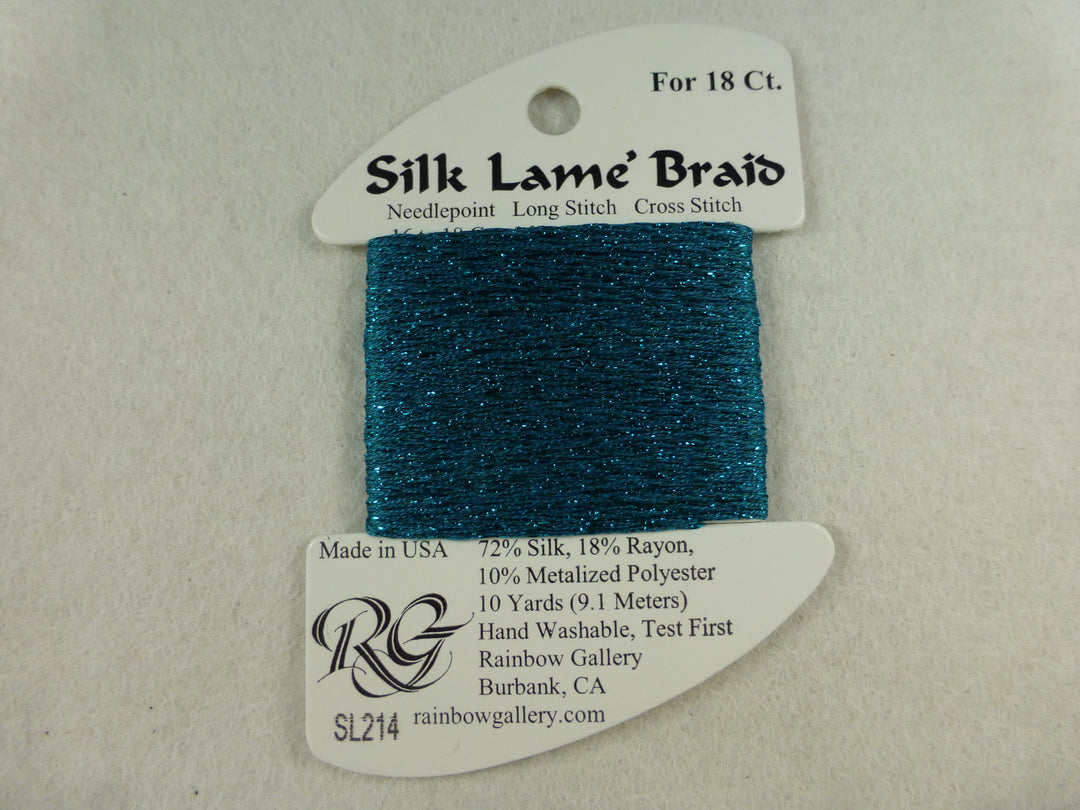 For 18 Ct.
Silk Lame' Braid
Needlepoint Long Stitch Cross Stitch
Made in USA
72% Silk, 18% Rayon,
10% Metalized Polyester
10 Yards (9.1 Meters)
Hand Washable, Test First
Rainbow Gallery
Burbank, CA
RG
SL214
rainbowgallery.com